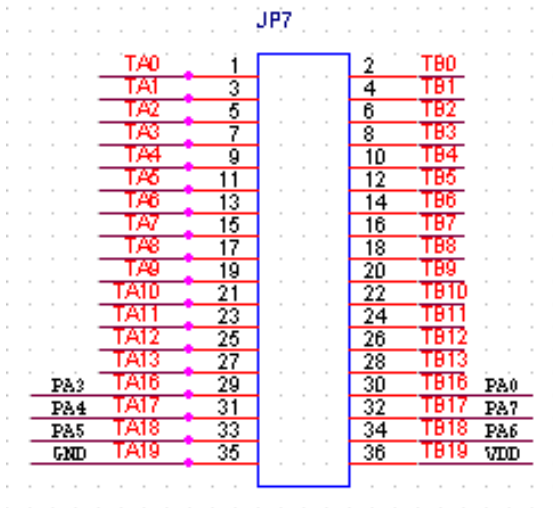 JP7
TA0 1 2 TB0
TA1 3 4 TB1
TA2 5 6 TB2
TA3 7 8 TB3
TA4 9 10 TB4
TA5 11 12 TB5
TA6 13 14 TB6
TA7 15 16 TB7
TA8 17 18 TB8
TA9 19 20 TB9
TA10 21 22 TB10
TA11 23 24 TB11
TA12 25 26 TB12
TA13 27 28 TB13
PA3 TA16 29 30 TB16 PA0
PA4 TA17 31 32 TB17 PA7
PA5 TA18 33 34 TB18 PA6
GND TA19 35 36 TB19 VDD